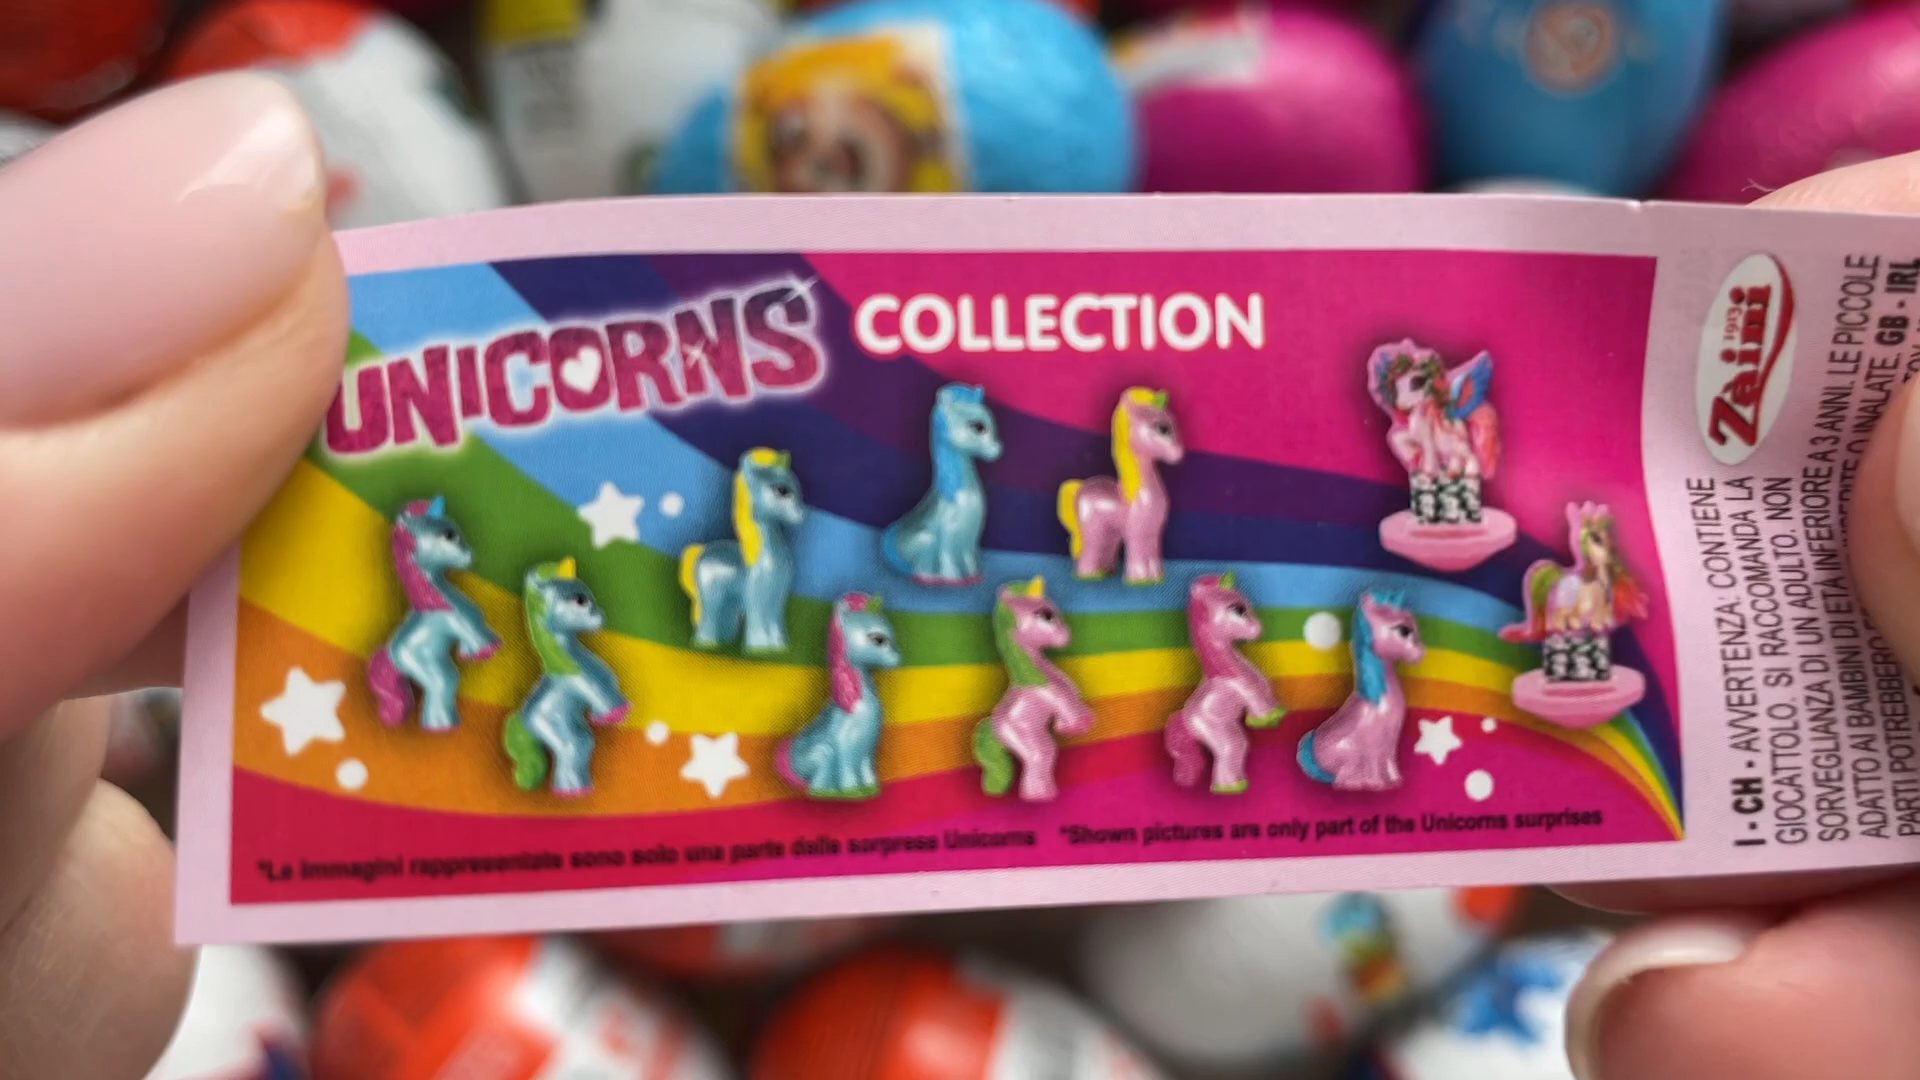 UNICORNS COLLECTION
*Le immagini rappresentate sono solo una parte delle sorprese Unicorns *Shown pictures are only part of the Unicorns surprises
Zaini
1913
I - CH - AVVERTENZA: CONTIENE
GIOCATTOLO. SI RACCOMANDA LA
SORVEGLIANZA DI UN ADULTO. NON
ADATTO AI BAMBINI DI ETÀ INFERIORE A 3 ANNI. LE PICCOLE
PARTI POTREBBERO O INALATE. GB - IRL